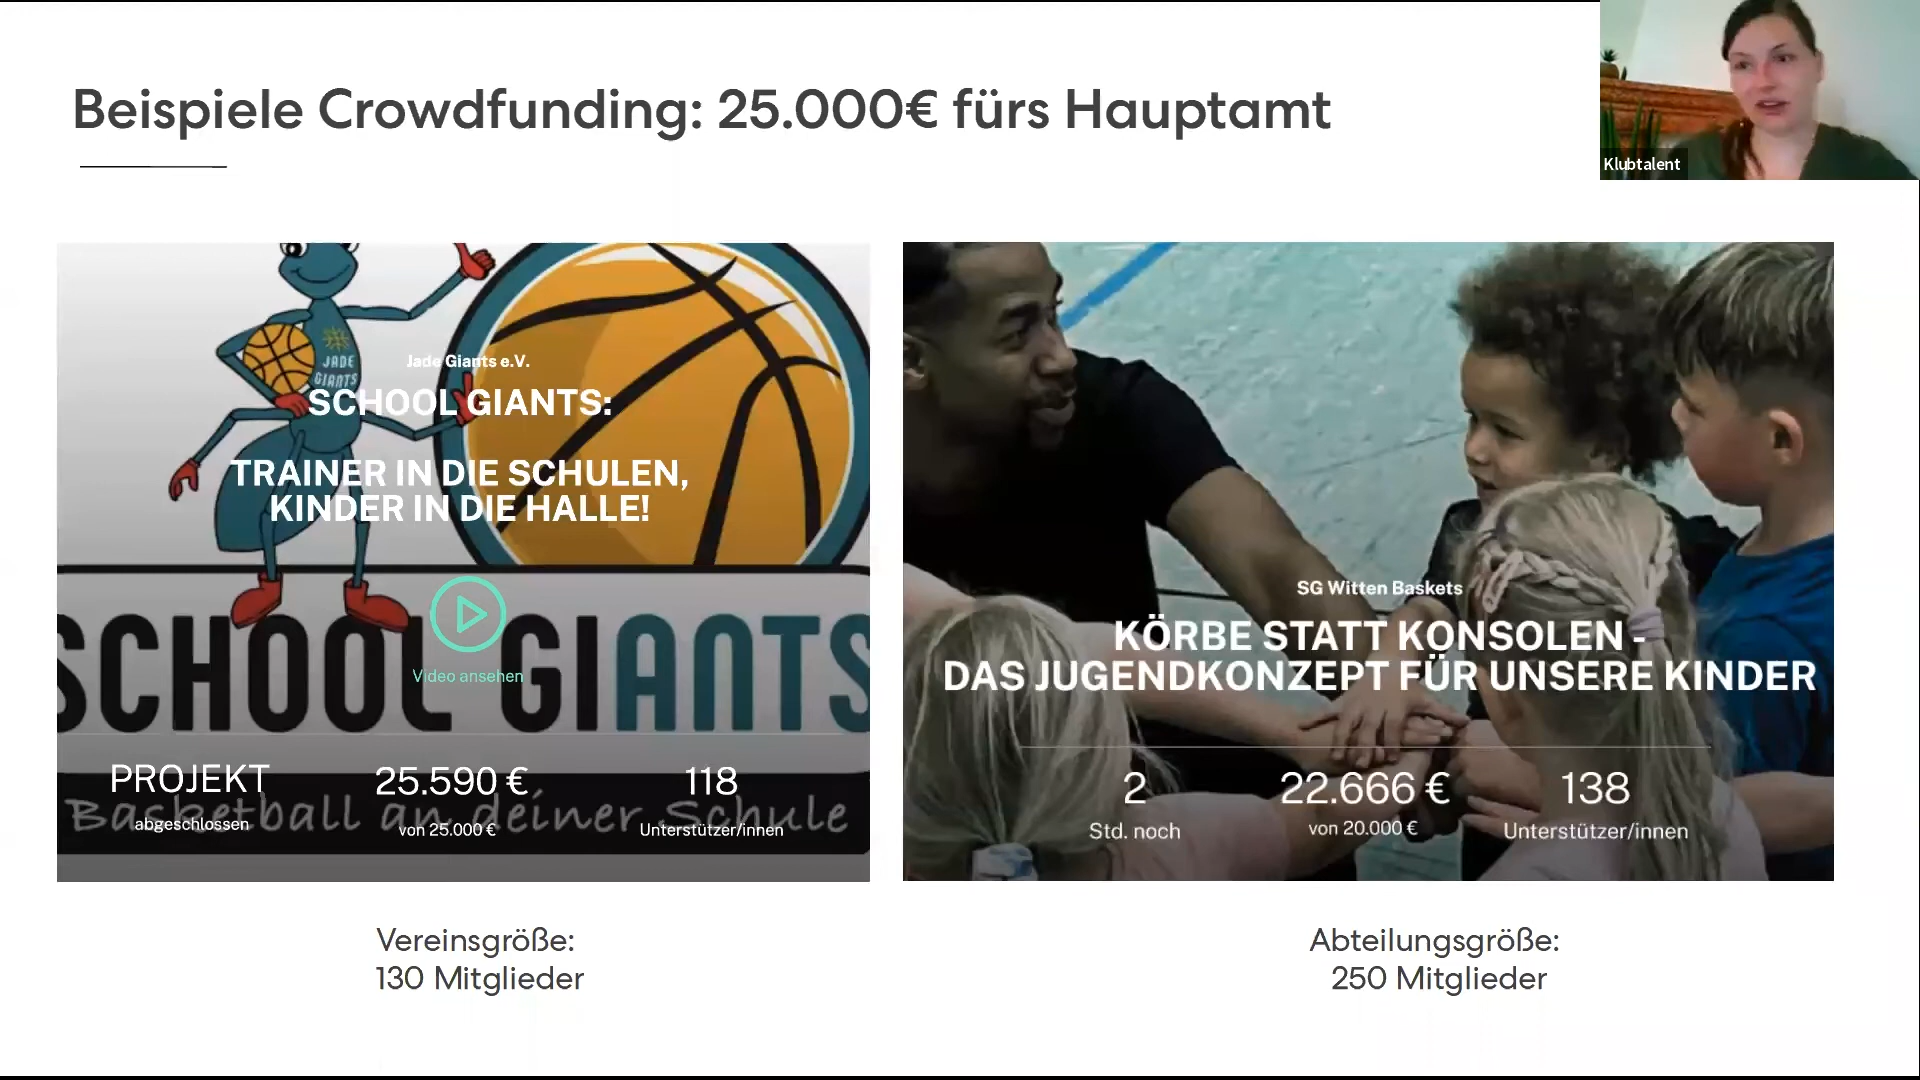 Beispiele Crowdfunding: 25.000€ fürs Hauptamt
Klubtalent
JADE
GIANTS
Jade Giants e.V.
SCHOOL GIANTS:
TRAINER IN DIE SCHULEN,
KINDER IN DIE HALLE!
SCHOOL GIANTS
Video ansehen
PROJEKT
abgeschlossen
25.590 €
von 25.000 €
118
Unterstützer/innen
Basketball an deiner Schule
SG Witten Baskets
KÖRBE STATT KONSOLEN -
DAS JUGENDKONZEPT FÜR UNSERE KINDER
2
Std. noch
22.666 €
von 20.000 €
138
Unterstützer/innen
Vereinsgröße:
130 Mitglieder
Abteilungsgröße:
250 Mitglieder